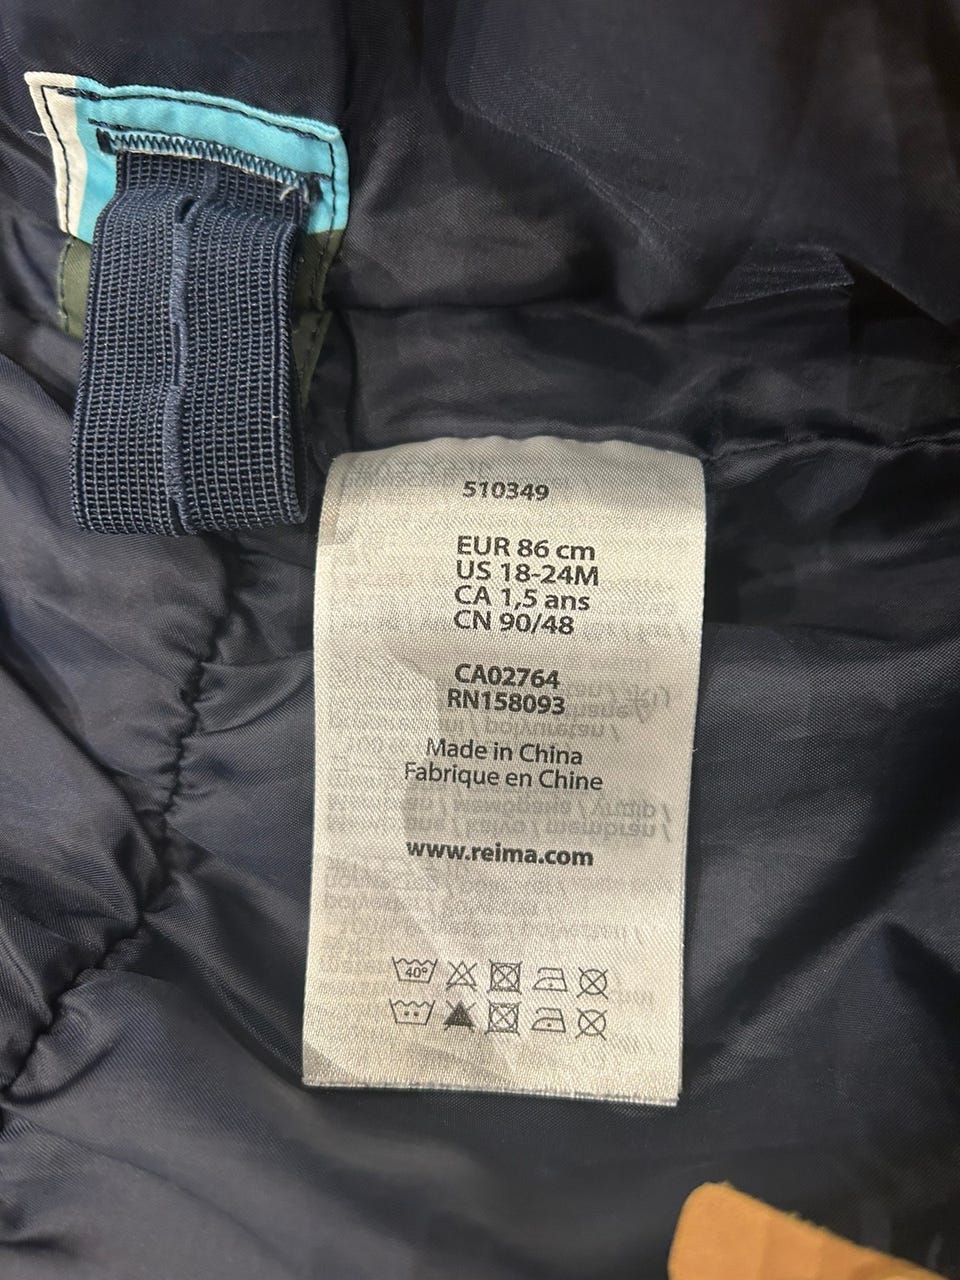 510349
EUR 86 cm
US 18-24M
CA 1,5 ans
CN 90/48
CA02764
RN158093
Made in China
Fabrique en Chine
www.reima.com
40°